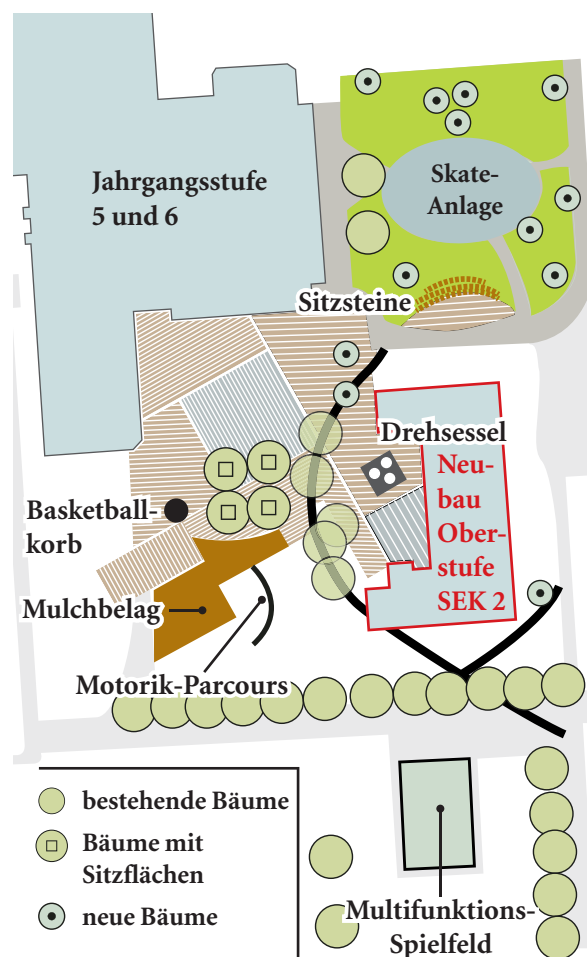 Jahrgangsstufe
5 und 6
Skate-
Anlage
Sitzsteine
Drehsessel
Neu-
bau
Ober-
stufe
SEK 2
Basketball-
korb
Mulchbelag
Motorik-Parcours
bestehende Bäume
Bäume mit
Sitzflächen
neue Bäume
Multifunktions-
Spielfeld